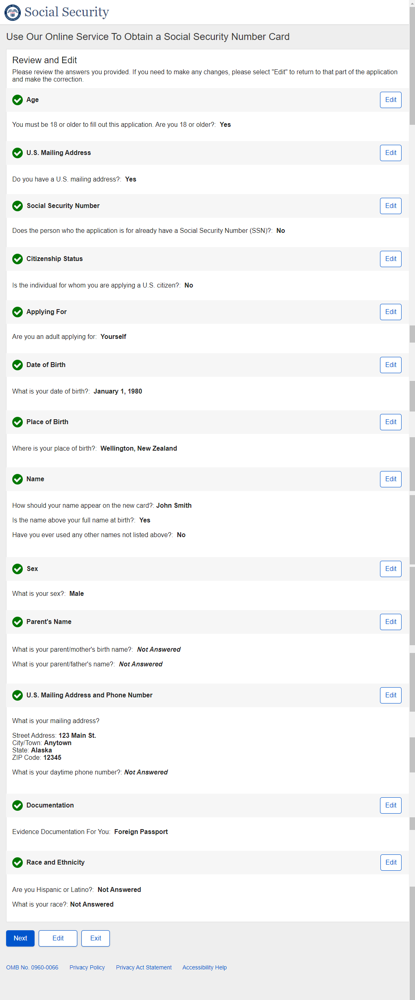 Social Security
Use Our Online Service To Obtain a Social Security Number Card
Review and Edit
Please review the answers you provided. If you need to make any changes, please select "Edit" to return to that part of the application
and make the correction.
Age Edit
You must be 18 or older to fill out this application. Are you 18 or older?: Yes
U.S. Mailing Address Edit
Do you have a U.S. mailing address?: Yes
Social Security Number Edit
Does the person who the application is for already have a Social Security Number (SSN)?: No
Citizenship Status Edit
Is the individual for whom you are applying a U.S. citizen?: No
Applying For Edit
Are you an adult applying for: Yourself
Date of Birth Edit
What is your date of birth?: January 1, 1980
Place of Birth Edit
Where is your place of birth?: Wellington, New Zealand
Name Edit
How should your name appear on the new card?: John Smith
Is the name above your full name at birth?: Yes
Have you ever used any other names not listed above?: No
Sex Edit
What is your sex?: Male
Parent's Name Edit
What is your parent/mother's birth name?: Not Answered
What is your parent/father's name?: Not Answered
U.S. Mailing Address and Phone Number Edit
What is your mailing address?
Street Address: 123 Main St.
City/Town: Anytown
State: Alaska
ZIP Code: 12345
What is your daytime phone number?: Not Answered
Documentation Edit
Evidence Documentation For You: Foreign Passport
Race and Ethnicity Edit
Are you Hispanic or Latino?: Not Answered
What is your race?: Not Answered
Next Edit Exit
OMB No. 0960-0066 Privacy Policy Privacy Act Statement Accessibility Help